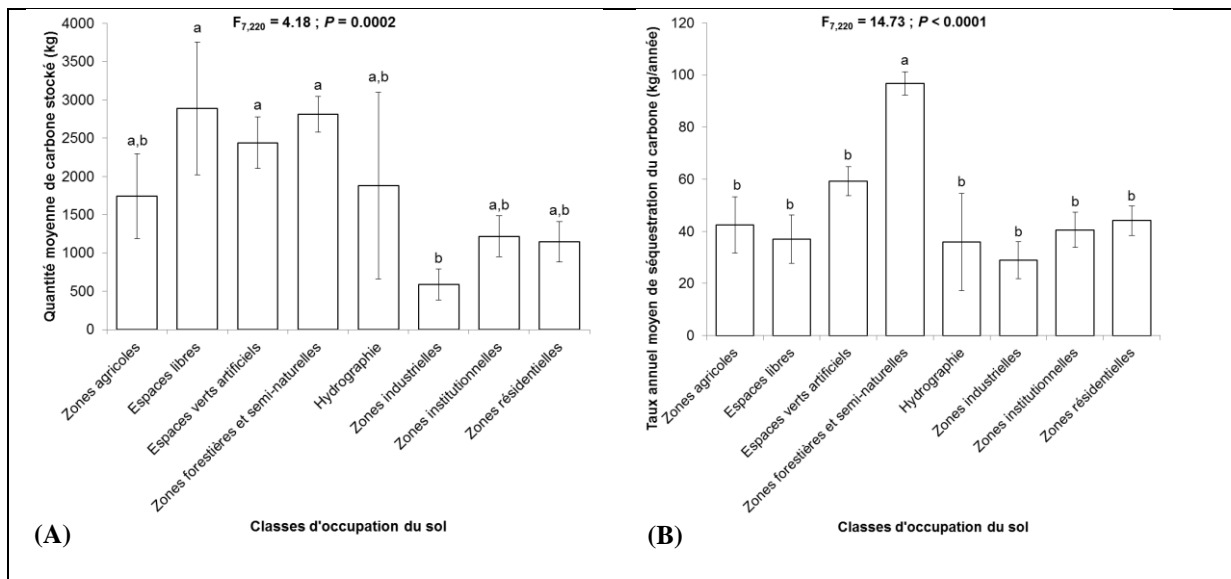 F7,220 = 4.18 ; P = 0.0002
Quantité moyenne de carbone stocké (kg)
4000
3500
3000
2500
2000
1500
1000
500
0
a,b
a
a
a
a,b
b
a,b
a,b
Zones agricoles
Espaces libres
Espaces verts artificiels
Zones forestières et semi-naturelles
Hydrographie
Zones industrielles
Zones institutionnelles
Zones résidentielles
Classes d'occupation du sol
(A)
F7,220 = 14.73 ; P < 0.0001
Taux annuel moyen de séquestration du carbone (kg/année)
120
100
80
60
40
20
0
b
b
b
a
b
b
b
b
Zones agricoles
Espaces libres
Espaces verts artificiels
Zones forestières et semi-naturelles
Hydrographie
Zones industrielles
Zones institutionnelles
Zones résidentielles
Classes d'occupation du sol
(B)